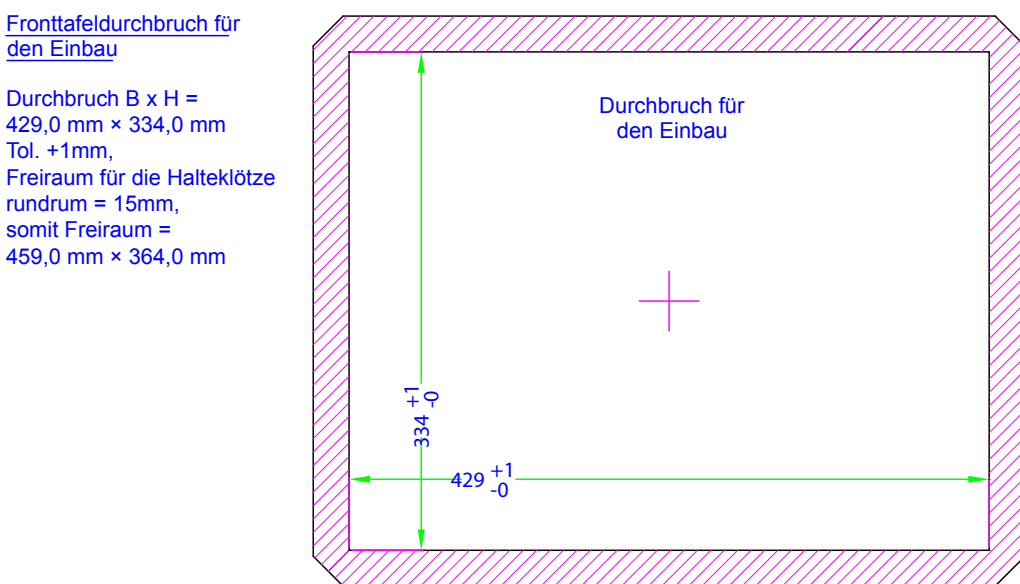 Fronttafeldurchbruch für
den Einbau
Durchbruch B x H =
429,0 mm × 334,0 mm
Tol. +1mm,
Freiraum für die Halteklötze
rundrum = 15mm,
somit Freiraum =
459,0 mm × 364,0 mm
Durchbruch für
den Einbau
334 +1 -0
429 +1 -0